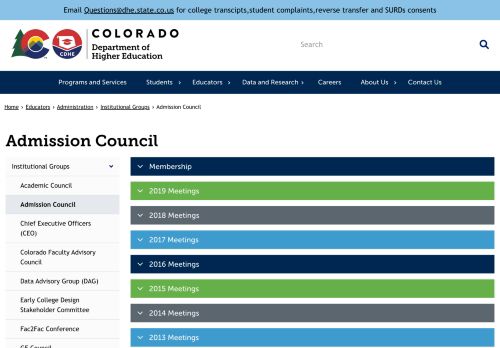 Email Questions@dhe.state.co.us for college transcipts,student complaints,reverse transfer and SURDs consents
COLORADO
Department of
Higher Education
CDHE
Search
Programs and Services Students Educators Data and Research Careers About Us Contact Us
Home › Educators › Administration › Institutional Groups › Admission Council
Admission Council
Institutional Groups
Academic Council
Admission Council
Chief Executive Officers
(CEO)
Colorado Faculty Advisory
Council
Data Advisory Group (DAG)
Early College Design
Stakeholder Committee
Fac2Fac Conference
GE Council
Membership
2019 Meetings
2018 Meetings
2017 Meetings
2016 Meetings
2015 Meetings
2014 Meetings
2013 Meetings